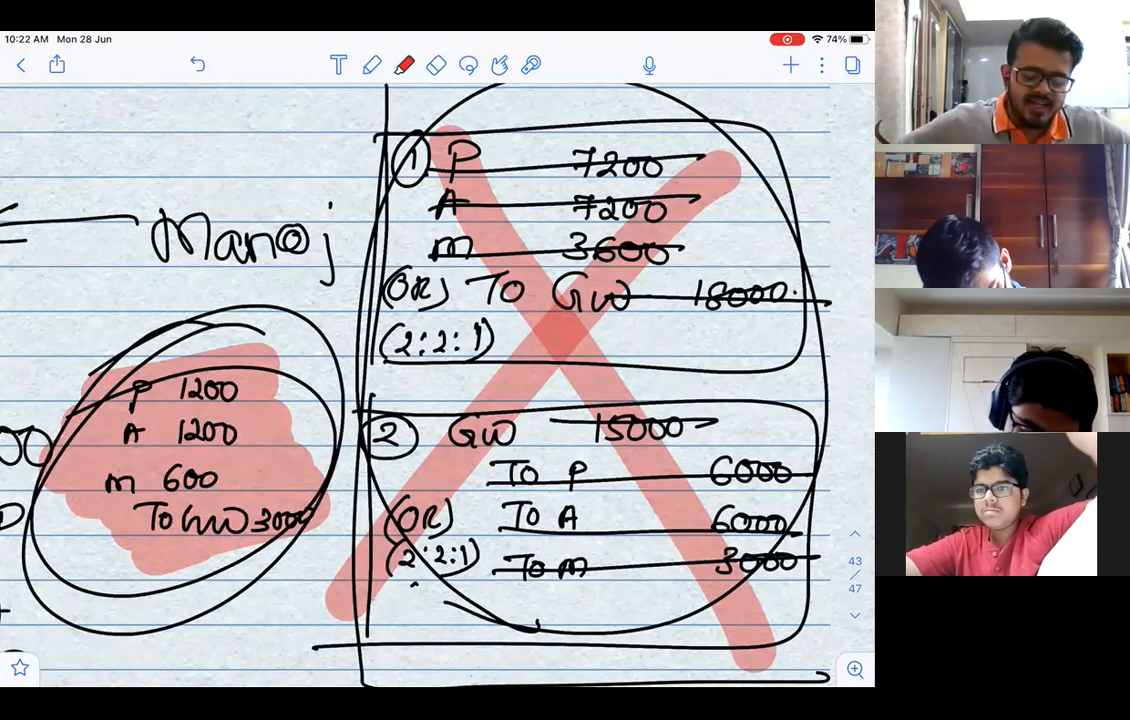 10:22 AM Mon 28 Jun
74%
T
Manoj
P 1200
A 1200
m 600
To GW 3000
1 P 7200
A 7200
m 3600
(OR) TO GW 18000.
(2:2:1)
2 GW 15000
To P 6000
(OR) To A 6000
(2:2:1) To m 3000
43
/
47